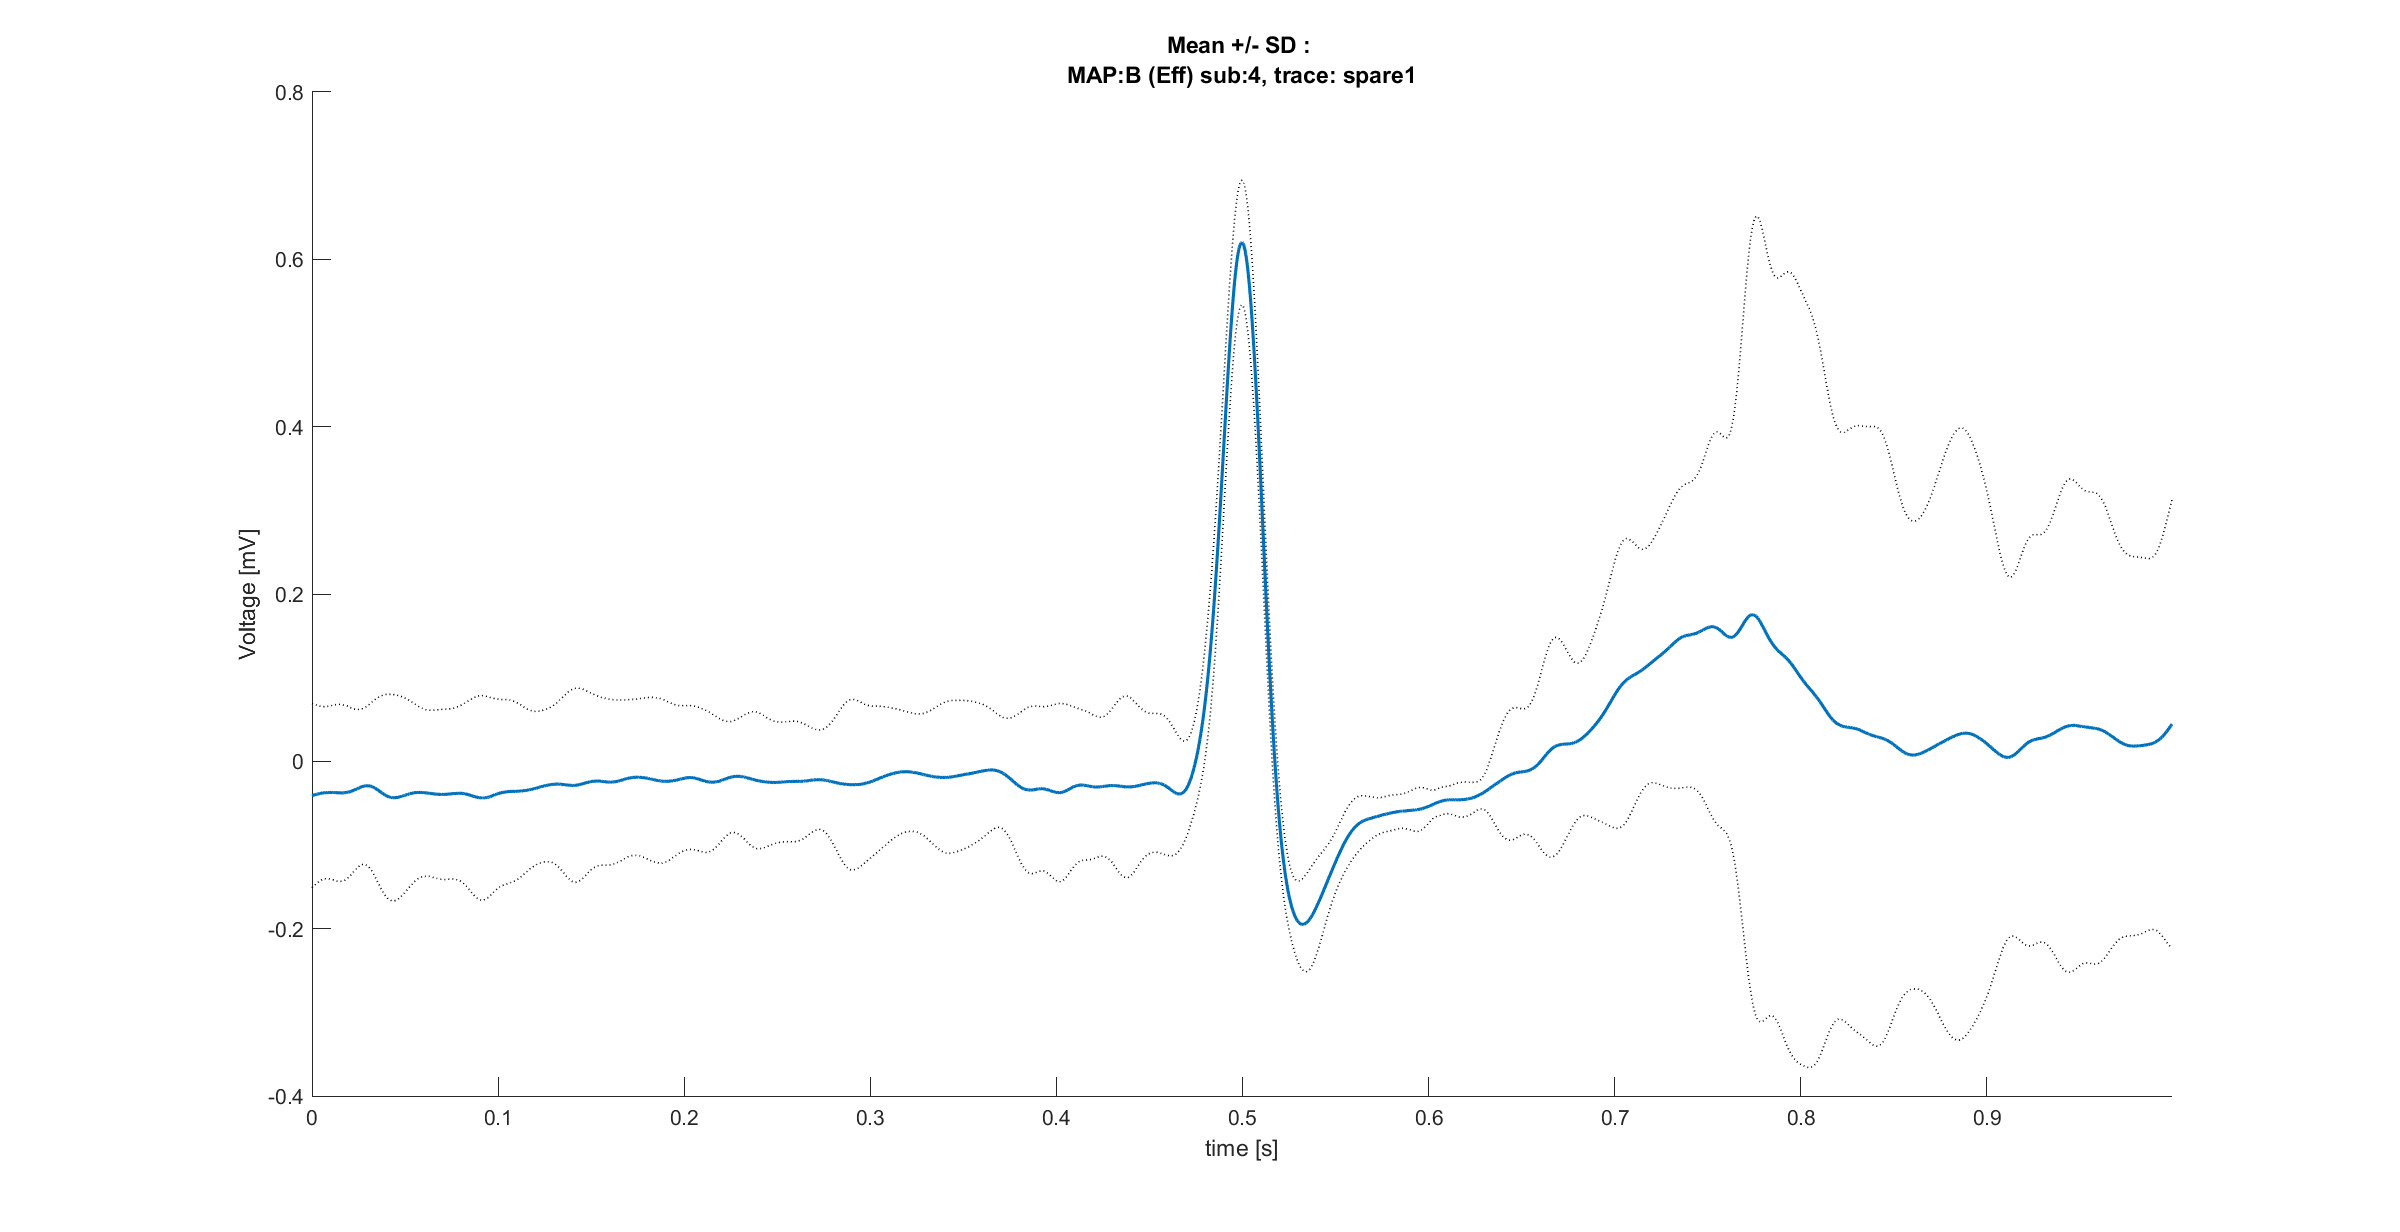 Mean +/- SD :
MAP:B (Eff) sub:4, trace: spare1
0.8
0.6
0.4
0.2
0
-0.2
-0.4
Voltage [mV]
0 0.1 0.2 0.3 0.4 0.5 0.6 0.7 0.8 0.9
time [s]